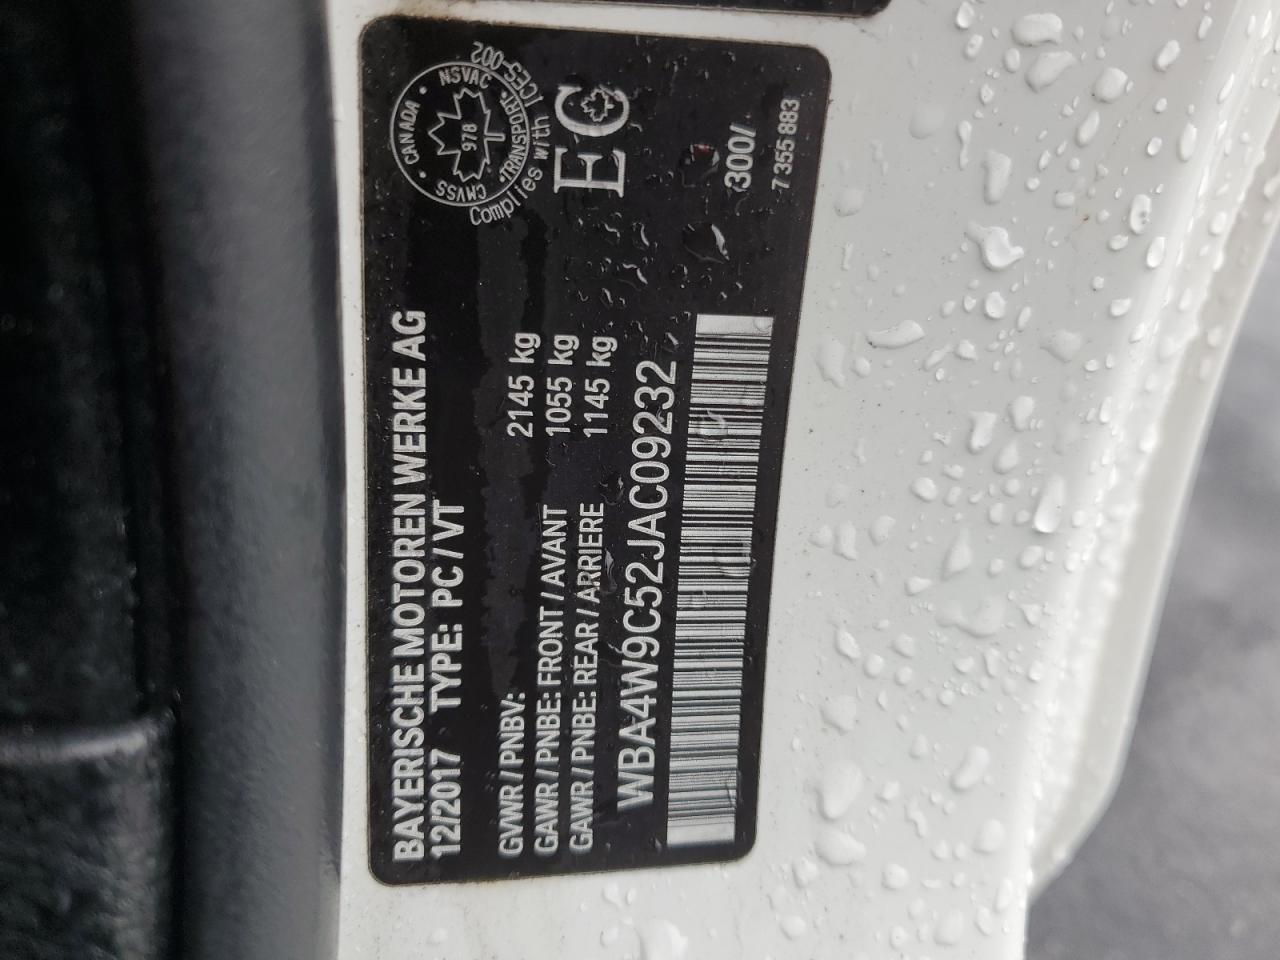 BAYERISCHE MOTOREN WERKE AG
12/2017 TYPE: PC/VT
GVWR/PNBV: 2145 kg
GAWR/PNBE: FRONT/AVANT 1055 kg
GAWR/PNBE: REAR/ARRIERE 1145 kg
WBA4W9C52JAC09232
CANADA · NSVAC
TRANSPORT · CMVSS
978
Complies with ICES-002
EC
300/
7 355 883